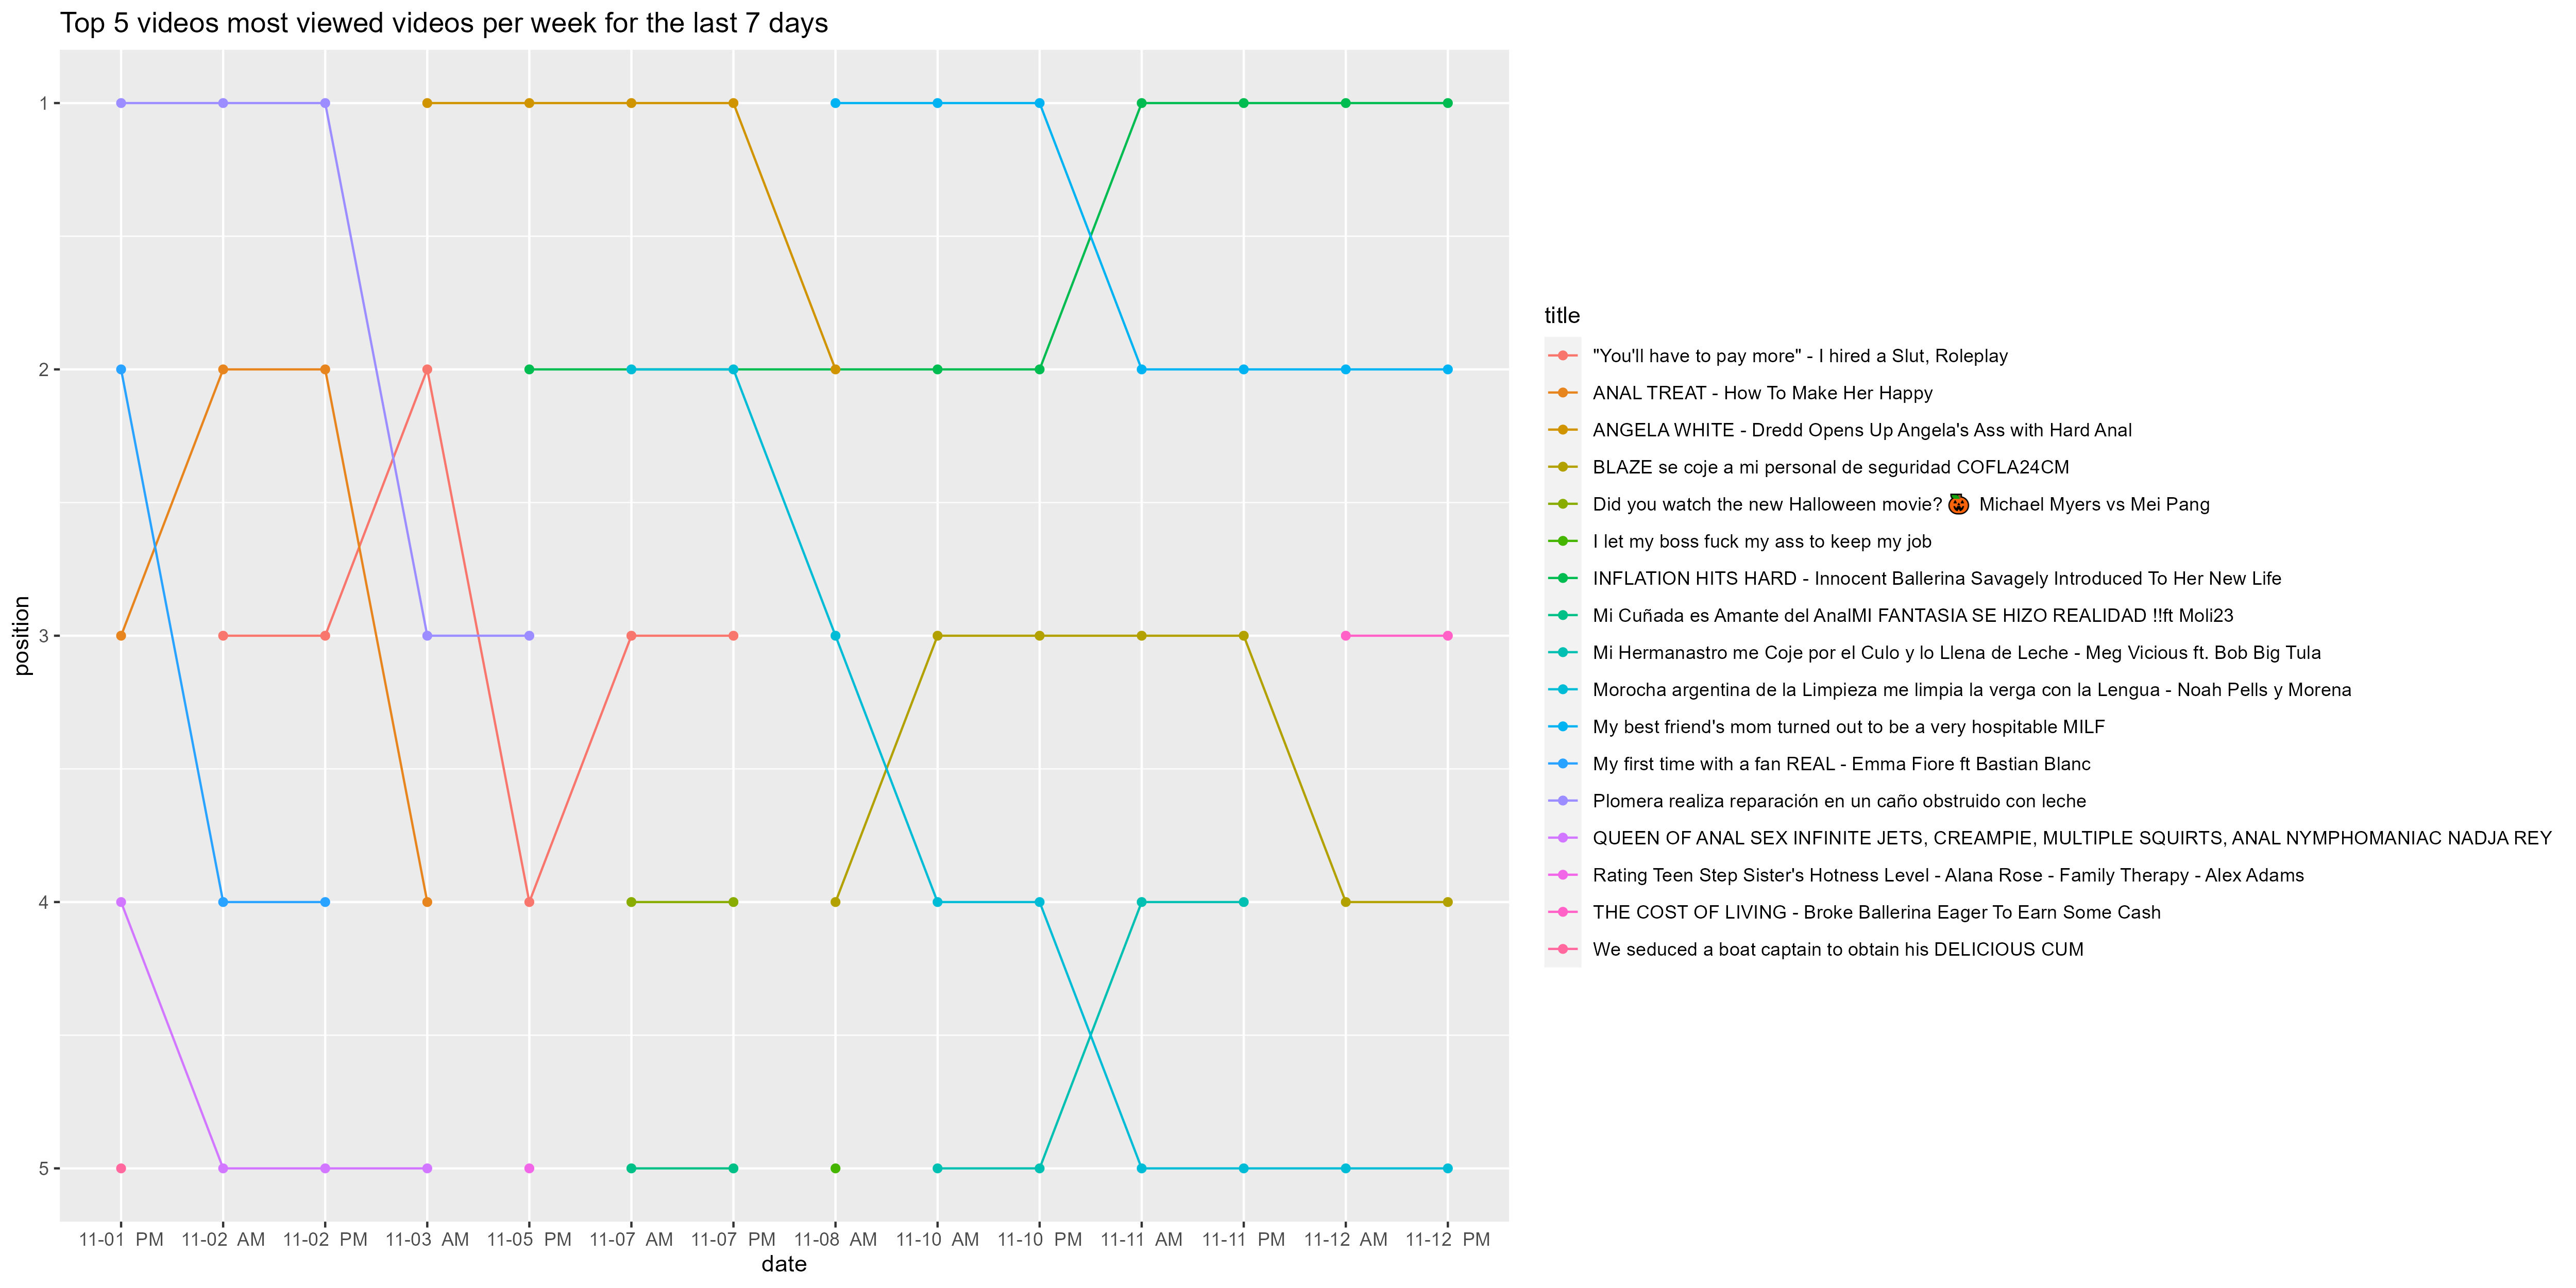 Top 5 videos most viewed videos per week for the last 7 days
1
2
3
4
5
position
11-01 PM 11-02 AM 11-02 PM 11-03 AM 11-05 PM 11-07 AM 11-07 PM 11-08 AM 11-10 AM 11-10 PM 11-11 AM 11-11 PM 11-12 AM 11-12 PM
date
title
"You'll have to pay more" - I hired a Slut, Roleplay
ANAL TREAT - How To Make Her Happy
ANGELA WHITE - Dredd Opens Up Angela's Ass with Hard Anal
BLAZE se coje a mi personal de seguridad COFLA24CM
Did you watch the new Halloween movie? 🎃 Michael Myers vs Mei Pang
I let my boss fuck my ass to keep my job
INFLATION HITS HARD - Innocent Ballerina Savagely Introduced To Her New Life
Mi Cuñada es Amante del AnalMI FANTASIA SE HIZO REALIDAD !!ft Moli23
Mi Hermanastro me Coje por el Culo y lo Llena de Leche - Meg Vicious ft. Bob Big Tula
Morocha argentina de la Limpieza me limpia la verga con la Lengua - Noah Pells y Morena
My best friend's mom turned out to be a very hospitable MILF
My first time with a fan REAL - Emma Fiore ft Bastian Blanc
Plomera realiza reparación en un caño obstruido con leche
QUEEN OF ANAL SEX INFINITE JETS, CREAMPIE, MULTIPLE SQUIRTS, ANAL NYMPHOMANIAC NADJA REY
Rating Teen Step Sister's Hotness Level - Alana Rose - Family Therapy - Alex Adams
THE COST OF LIVING - Broke Ballerina Eager To Earn Some Cash
We seduced a boat captain to obtain his DELICIOUS CUM